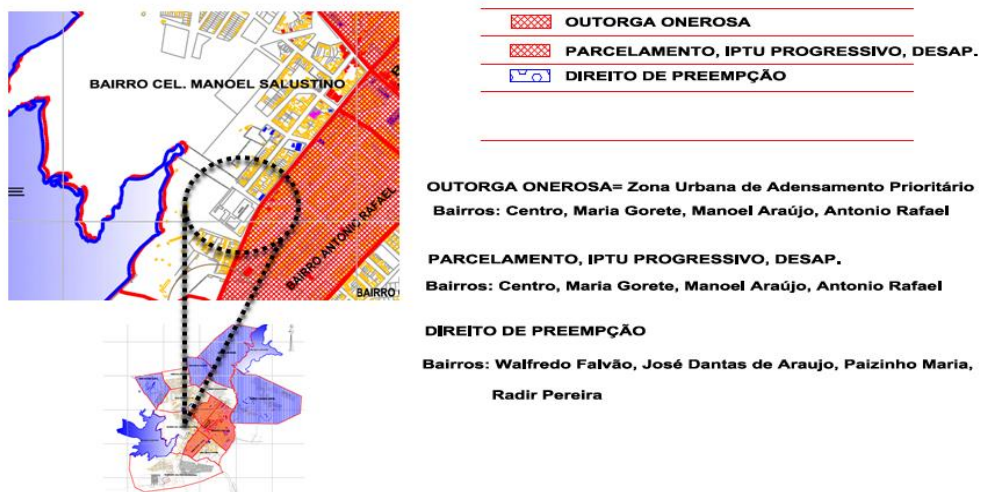 BAIRRO CEL. MANOEL SALUSTINO
BAIRRO ANTONIO RAFAEL
BAIRRO
OUTORGA ONEROSA
PARCELAMENTO, IPTU PROGRESSIVO, DESAP.
DIREITO DE PREEMPÇÃO
OUTORGA ONEROSA= Zona Urbana de Adensamento Prioritário
Bairros: Centro, Maria Gorete, Manoel Araújo, Antonio Rafael
PARCELAMENTO, IPTU PROGRESSIVO, DESAP.
Bairros: Centro, Maria Gorete, Manoel Araújo, Antonio Rafael
DIREITO DE PREEMPÇÃO
Bairros: Walfredo Falvão, José Dantas de Araujo, Paizinho Maria,
Radir Pereira